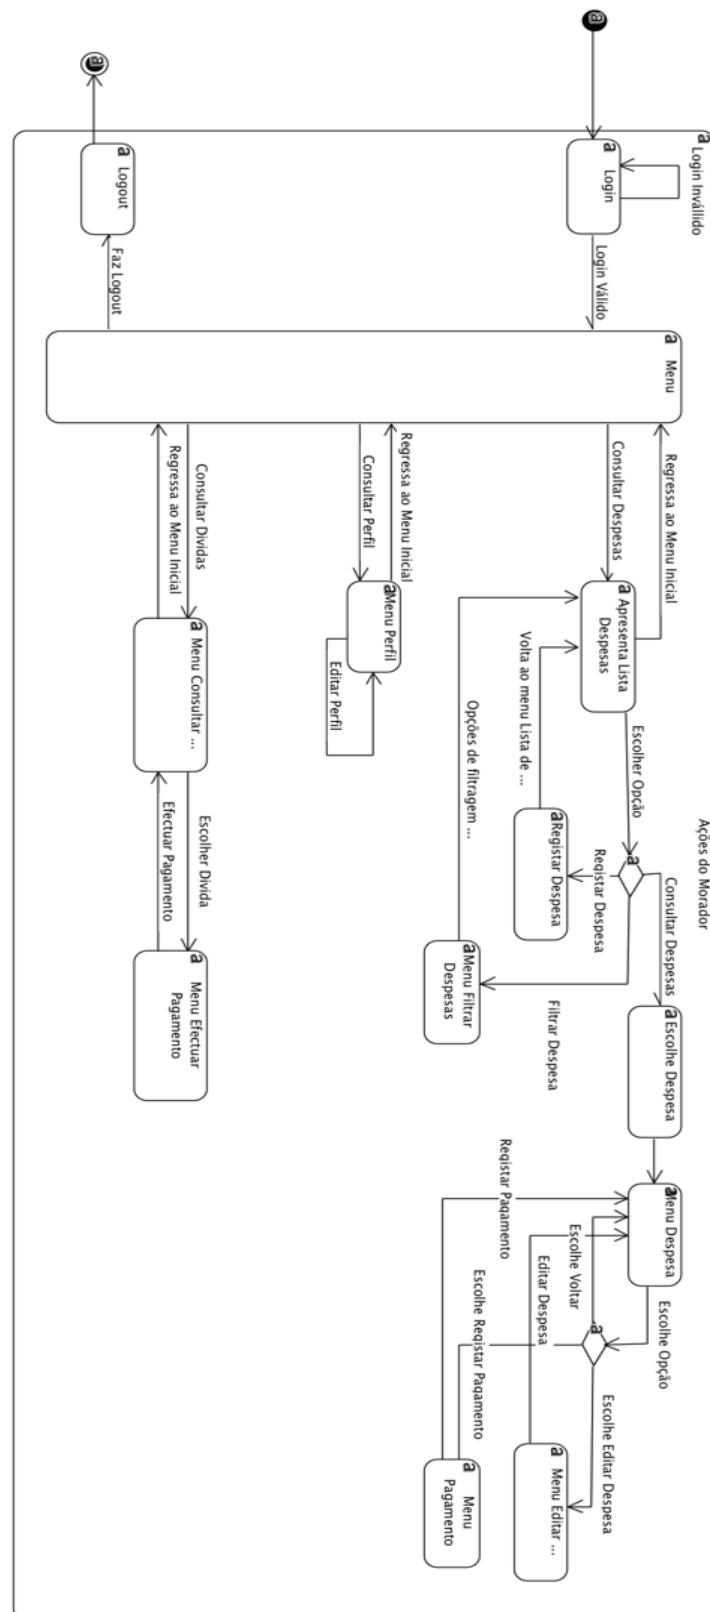 Ações do Morador
Login Inválido
Login
Login Válido
Menu
Regressa ao Menu Inicial
Consultar Despesas
Apresenta Lista
Despesas
Escolher Opção
Consultar Despesas
Escolhe Despesa
Menu Despesa
Escolhe Opção
Registar Despesa
Registar Despesa
Volta ao menu Lista de ...
Filtrar Despesa
Menu Filtrar
Despesas
Opções de filtragem ...
Escolhe Editar Despesa
Menu Editar ...
Escolhe Voltar
Editar Despesa
Registar Pagamento
Escolhe Registar Pagamento
Menu
Pagamento
Regressa ao Menu Inicial
Consultar Perfil
Menu Perfil
Editar Perfil
Consultar Dividas
Regressa ao Menu Inicial
Menu Consultar ...
Escolher Divida
Efectuar Pagamento
Menu Efectuar
Pagamento
Faz Logout
Logout